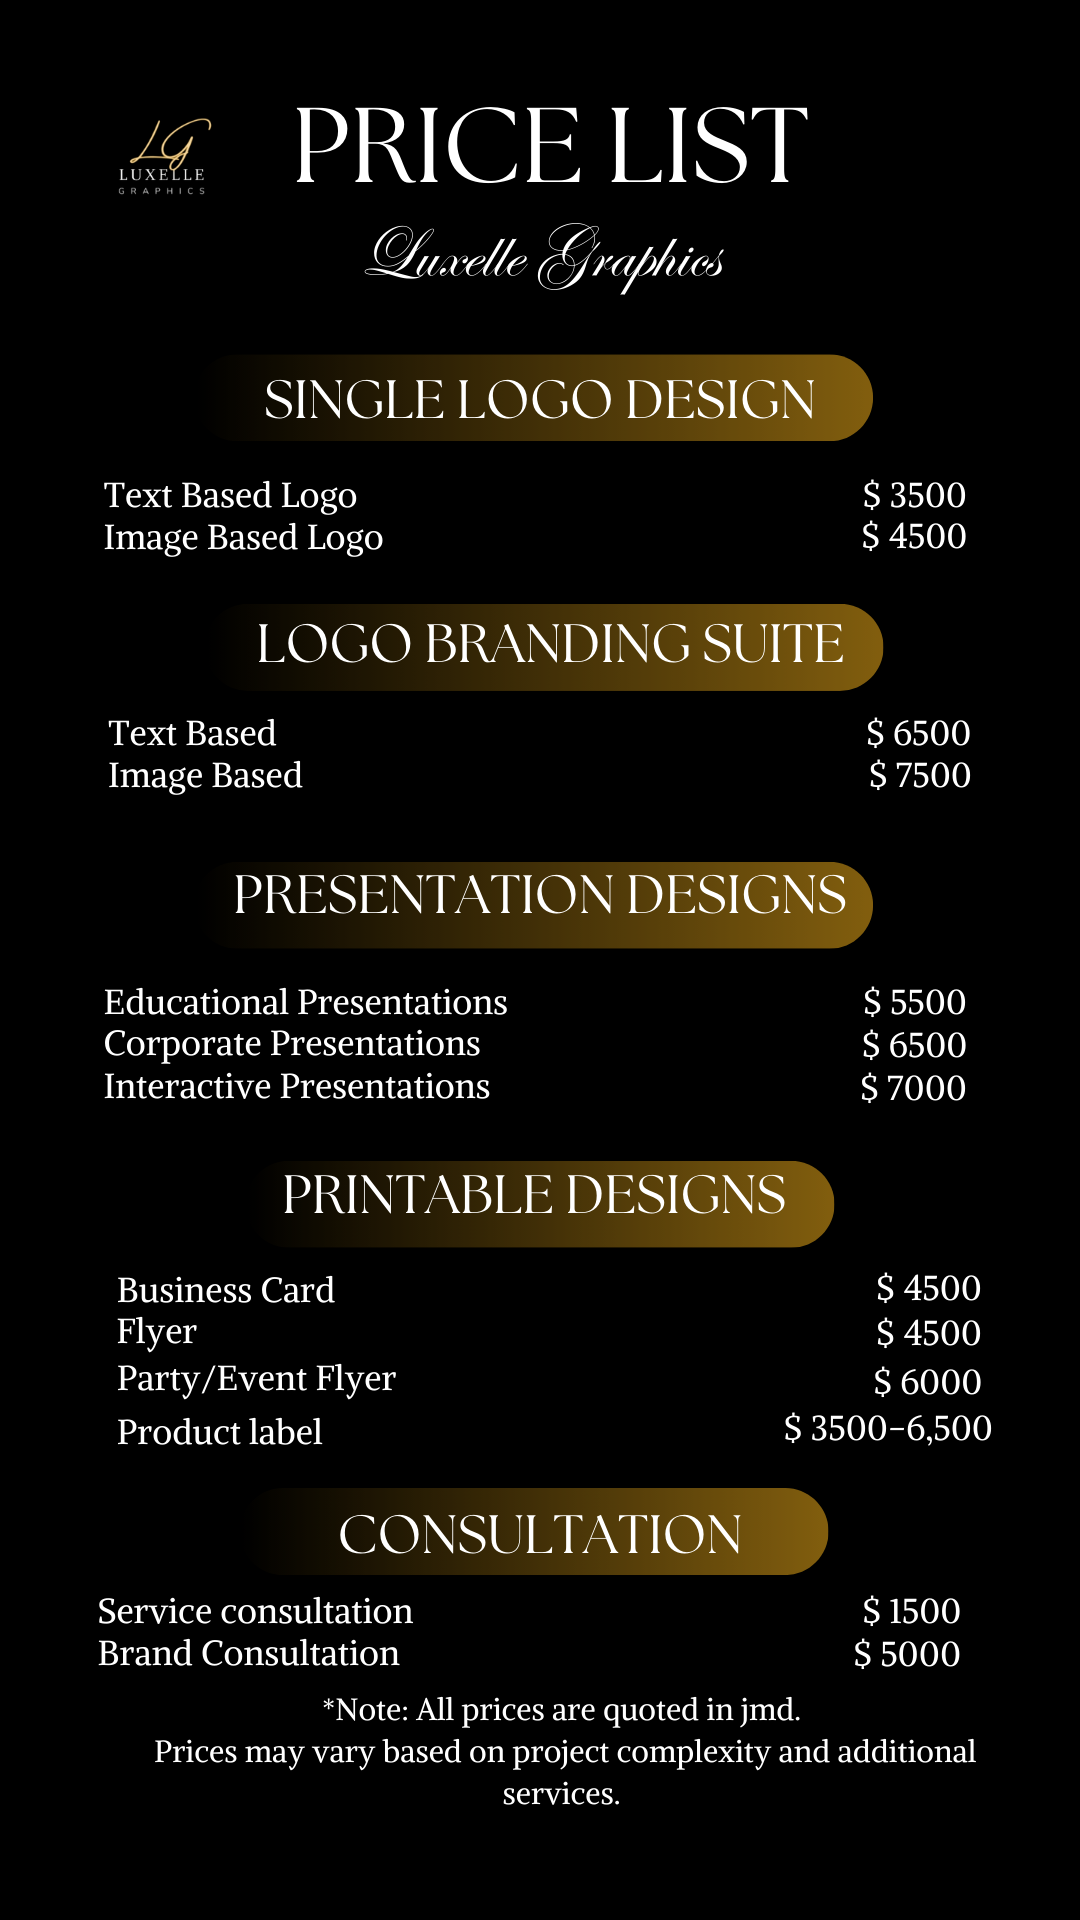 LG
LUXELLE
GRAPHICS
PRICE LIST
Luxelle Graphics
SINGLE LOGO DESIGN
Text Based Logo $ 3500
Image Based Logo $ 4500
LOGO BRANDING SUITE
Text Based $ 6500
Image Based $ 7500
PRESENTATION DESIGNS
Educational Presentations $ 5500
Corporate Presentations $ 6500
Interactive Presentations $ 7000
PRINTABLE DESIGNS
Business Card $ 4500
Flyer $ 4500
Party/Event Flyer $ 6000
Product label $ 3500-6,500
CONSULTATION
Service consultation $ 1500
Brand Consultation $ 5000
*Note: All prices are quoted in jmd.
Prices may vary based on project complexity and additional
services.